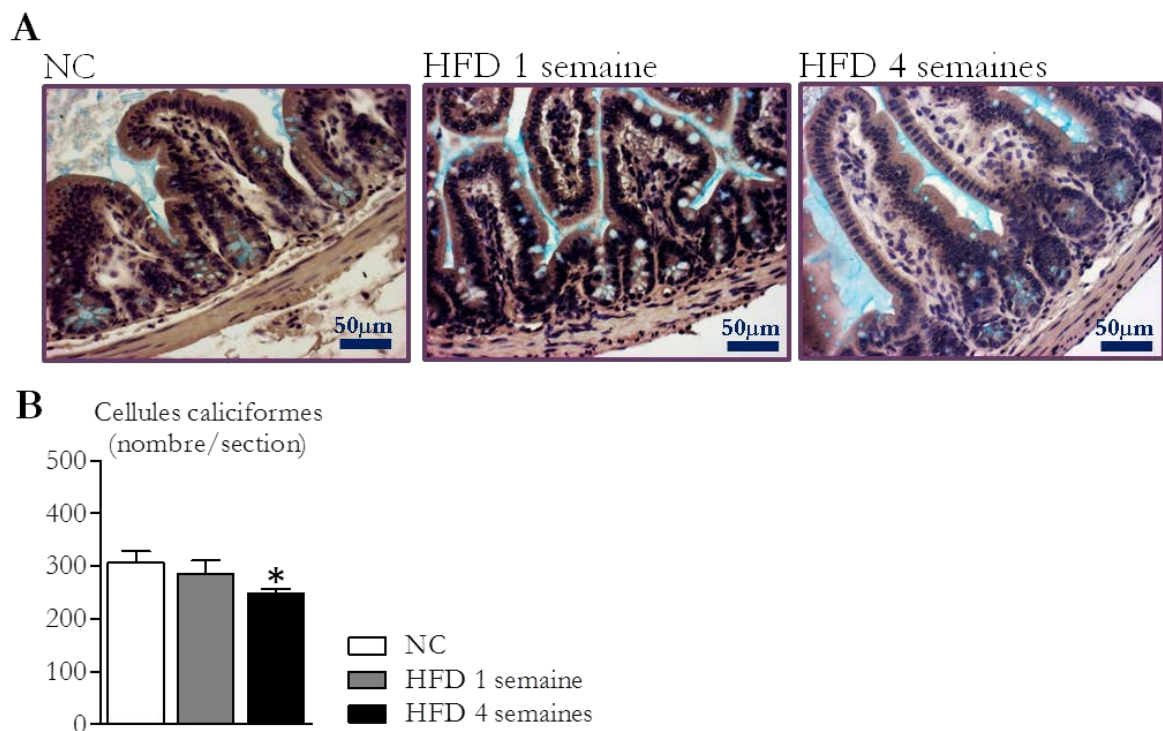 A
NC
HFD 1 semaine
HFD 4 semaines
50µm
50µm
50µm
B
Cellules caliciformes
(nombre/section)
500
400
300
200
100
0
*
NC
HFD 1 semaine
HFD 4 semaines